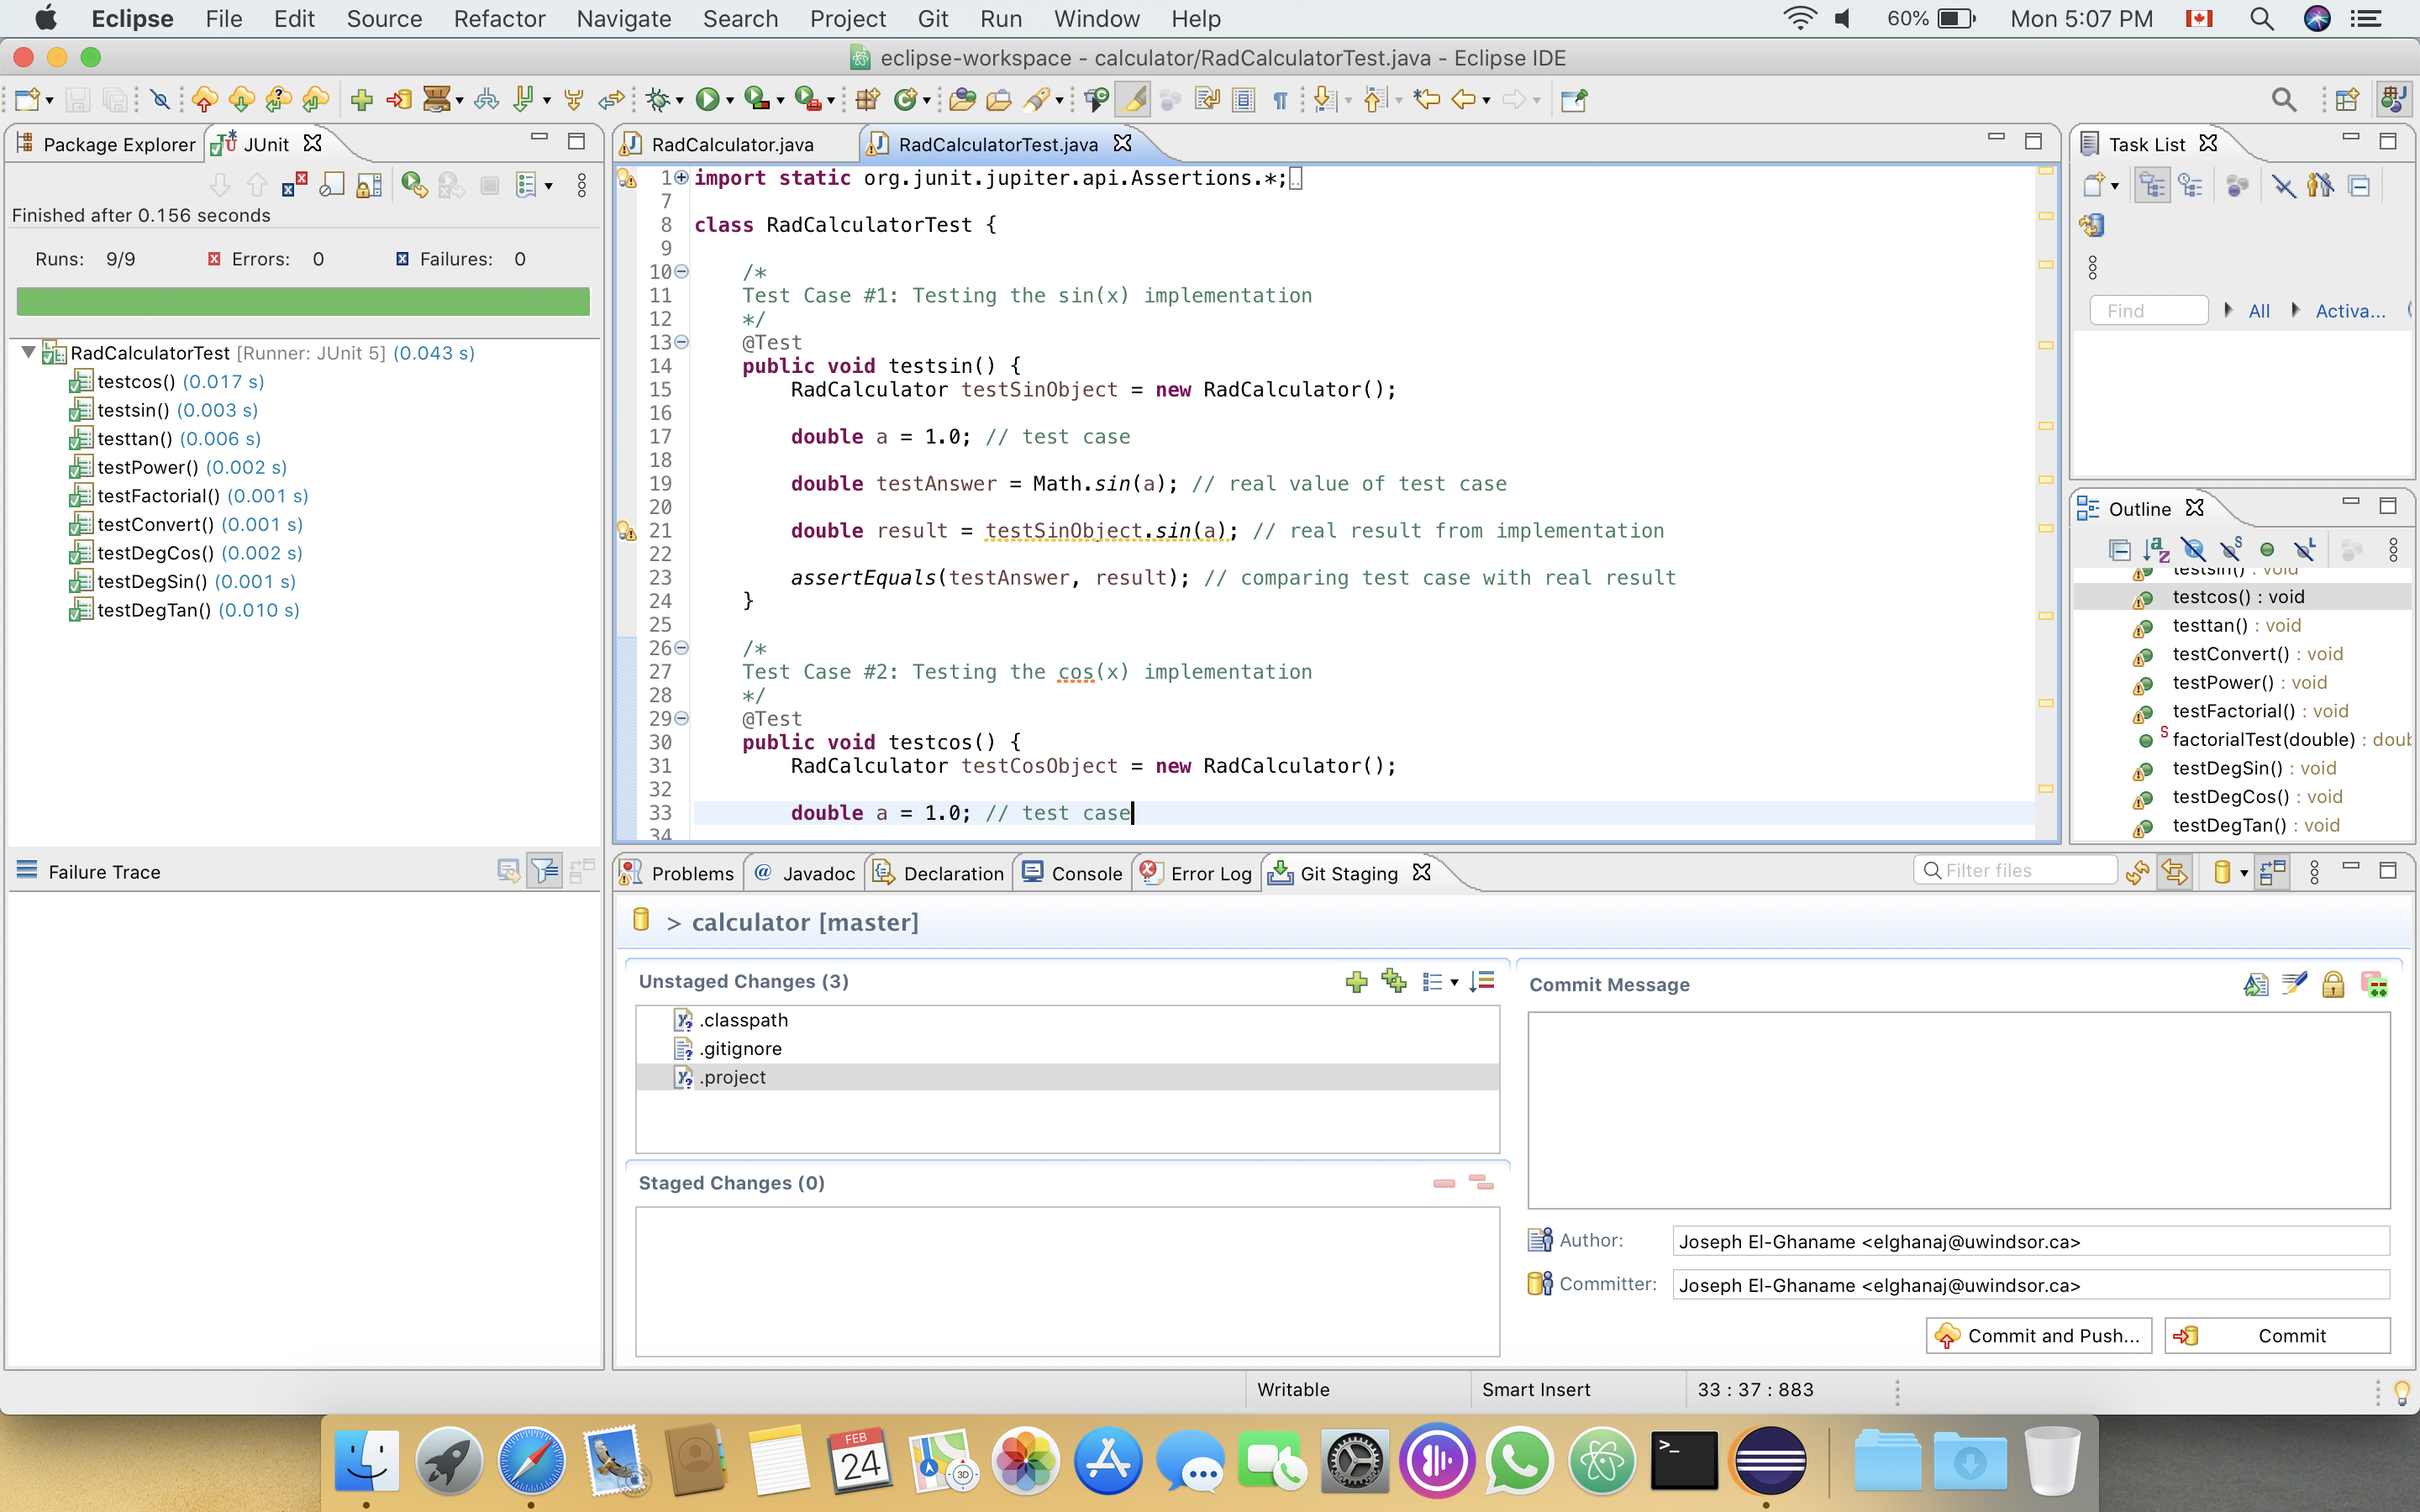 Eclipse File Edit Source Refactor Navigate Search Project Git Run Window Help 60% Mon 5:07 PM
eclipse-workspace - calculator/RadCalculatorTest.java - Eclipse IDE
Package Explorer JUnit
Finished after 0.156 seconds
Runs: 9/9 Errors: 0 Failures: 0
RadCalculatorTest [Runner: JUnit 5] (0.043 s)
testcos() (0.017 s)
testsin() (0.003 s)
testtan() (0.006 s)
testPower() (0.002 s)
testFactorial() (0.001 s)
testConvert() (0.001 s)
testDegCos() (0.002 s)
testDegSin() (0.001 s)
testDegTan() (0.010 s)
Failure Trace
RadCalculator.java RadCalculatorTest.java
1 import static org.junit.jupiter.api.Assertions.*;
7
8 class RadCalculatorTest {
9
10 /*
11 Test Case #1: Testing the sin(x) implementation
12 */
13 @Test
14 public void testsin() {
15 RadCalculator testSinObject = new RadCalculator();
16
17 double a = 1.0; // test case
18
19 double testAnswer = Math.sin(a); // real value of test case
20
21 double result = testSinObject.sin(a); // real result from implementation
22
23 assertEquals(testAnswer, result); // comparing test case with real result
24 }
25
26 /*
27 Test Case #2: Testing the cos(x) implementation
28 */
29 @Test
30 public void testcos() {
31 RadCalculator testCosObject = new RadCalculator();
32
33 double a = 1.0; // test case
34
Task List
Find All Activa...
Outline
testsin() : void
testcos() : void
testtan() : void
testConvert() : void
testPower() : void
testFactorial() : void
S factorialTest(double) : doub
testDegSin() : void
testDegCos() : void
testDegTan() : void
Problems @ Javadoc Declaration Console Error Log Git Staging Filter files
> calculator [master]
Unstaged Changes (3)
.classpath
.gitignore
.project
Staged Changes (0)
Commit Message
Author: Joseph El-Ghaname <elghanaj@uwindsor.ca>
Committer: Joseph El-Ghaname <elghanaj@uwindsor.ca>
Commit and Push... Commit
Writable Smart Insert 33 : 37 : 883
FEB
24
3D
>_